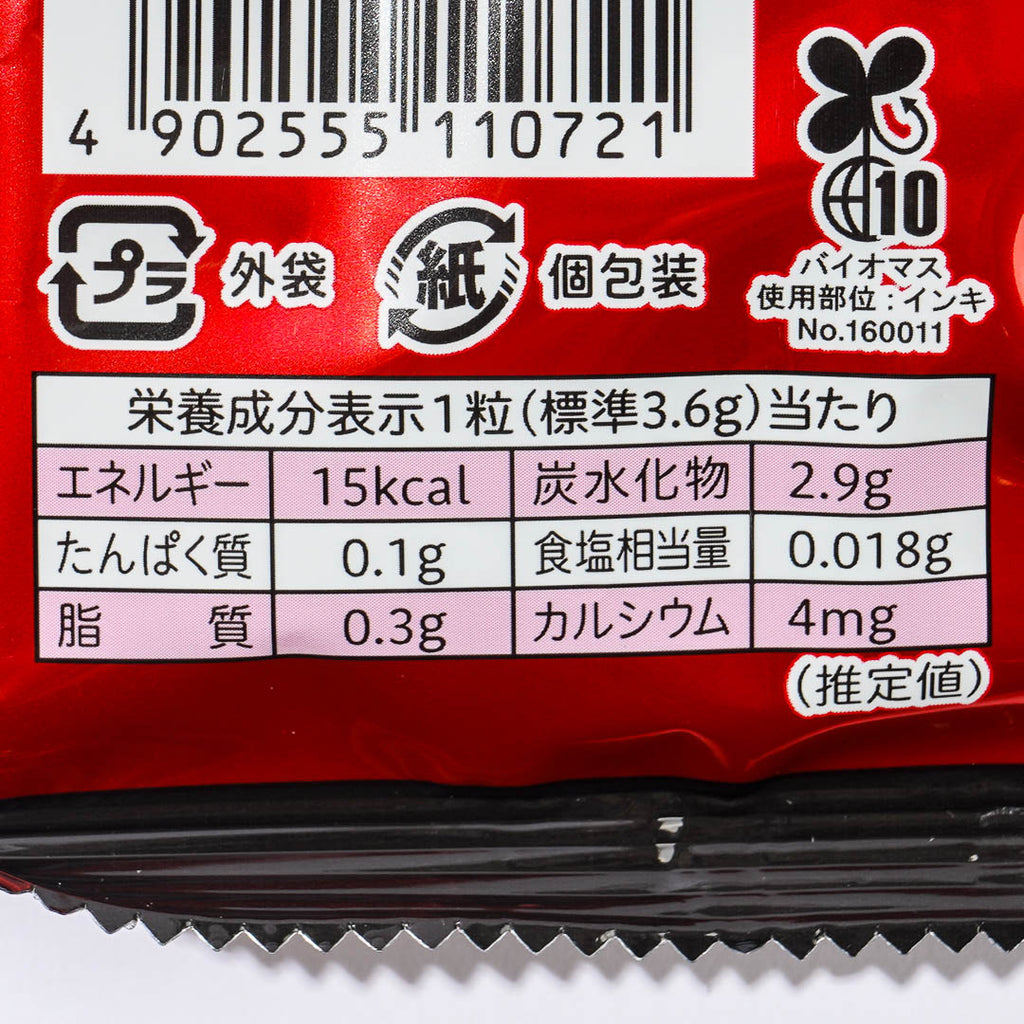 4 902555 110721
プラ 外袋 紙 個包装
10
バイオマス
使用部位：インキ
No.160011
栄養成分表示1粒(標準3.6g)当たり
エネルギー 15kcal 炭水化物 2.9g
たんぱく質 0.1g 食塩相当量 0.018g
脂質 0.3g カルシウム 4mg
(推定値)